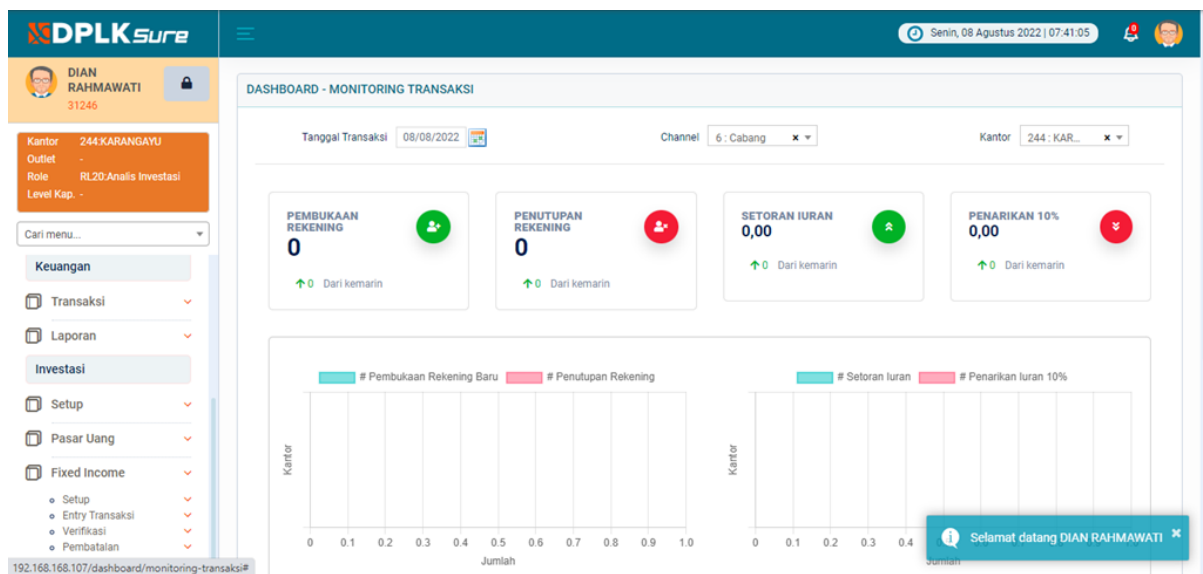 DPLKSure
Senin, 08 Agustus 2022 | 07:41:05
DIAN
RAHMAWATI
31246
Kantor 244:KARANGAYU
Outlet -
Role RL20:Analis Investasi
Level Kap. -
Cari menu...
Keuangan
Transaksi
Laporan
Investasi
Setup
Pasar Uang
Fixed Income
Setup
Entry Transaksi
Verifikasi
Pembatalan
192.168.168.107/dashboard/monitoring-transaksi#
DASHBOARD - MONITORING TRANSAKSI
Tanggal Transaksi 08/08/2022
Channel 6 : Cabang × 
Kantor 244 : KAR... ×
PEMBUKAAN
REKENING
0
0 Dari kemarin
PENUTUPAN
REKENING
0
0 Dari kemarin
SETORAN IURAN
0,00
0 Dari kemarin
PENARIKAN 10%
0,00
0 Dari kemarin
# Pembukaan Rekening Baru # Penutupan Rekening
Kantor
0 0.1 0.2 0.3 0.4 0.5 0.6 0.7 0.8 0.9 1.0
Jumlah
# Setoran Iuran # Penarikan Iuran 10%
Kantor
0 0.1 0.2 0.3 0.4
Jumlah
Selamat datang DIAN RAHMAWATI ×